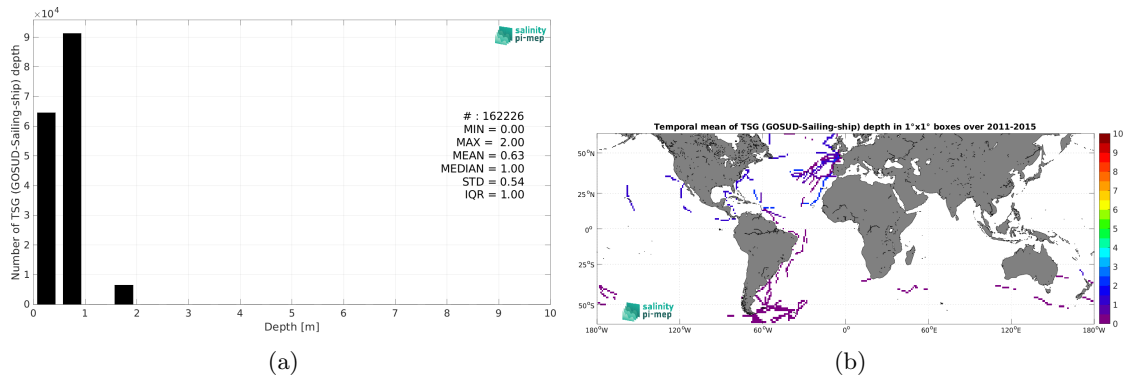 ×10⁴
9
8
7
6
5
4
3
2
1
0
Number of TSG (GOSUD-Sailing-ship) depth
0 1 2 3 4 5 6 7 8 9 10
Depth [m]
salinity
pi-mep
# : 162226
MIN = 0.00
MAX = 2.00
MEAN = 0.63
MEDIAN = 1.00
STD = 0.54
IQR = 1.00
(a)
Temporal mean of TSG (GOSUD-Sailing-ship) depth in 1°x1° boxes over 2011-2015
50°N
25°N
0°
25°S
50°S
180°W 120°W 60°W 0° 60°E 120°E 180°W
salinity
pi-mep
10
9
8
7
6
5
4
3
2
1
0
(b)